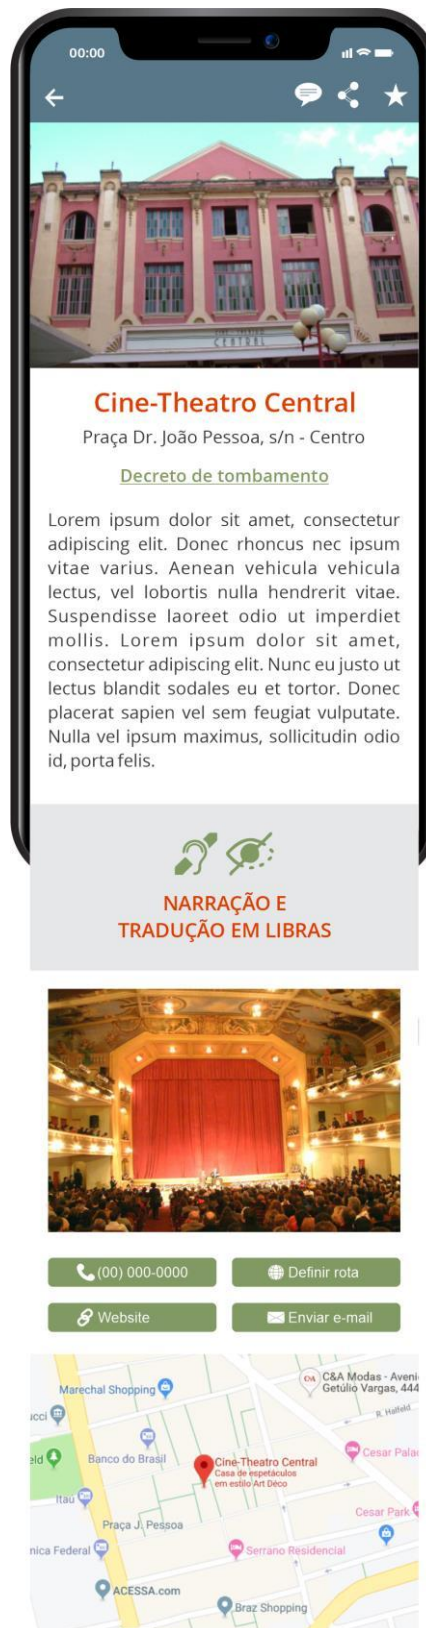 00:00
Cine-Theatro Central
Praça Dr. João Pessoa, s/n - Centro
Decreto de tombamento
Lorem ipsum dolor sit amet, consectetur
adipiscing elit. Donec rhoncus nec ipsum
vitae varius. Aenean vehicula vehicula
lectus, vel lobortis nulla hendrerit vitae.
Suspendisse laoreet odio ut imperdiet
mollis. Lorem ipsum dolor sit amet,
consectetur adipiscing elit. Nunc eu justo ut
lectus blandit sodales eu et tortor. Donec
placerat sapien vel sem feugiat vulputate.
Nulla vel ipsum maximus, sollicitudin odio
id, porta felis.
NARRAÇÃO E
TRADUÇÃO EM LIBRAS
(00) 000-0000
Definir rota
Website
Enviar e-mail
C&A Modas - Aveni
Getúlio Vargas, 444
Marechal Shopping
ucci
R. Halfeld
eld
Banco do Brasil
Cine-Theatro Central
Casa de espetáculos
em estilo Art Déco
Cesar Palac
Itaú
Cesar Park
Praça J. Pessoa
nica Federal
Serrano Residencial
ACESSA.com
Braz Shopping